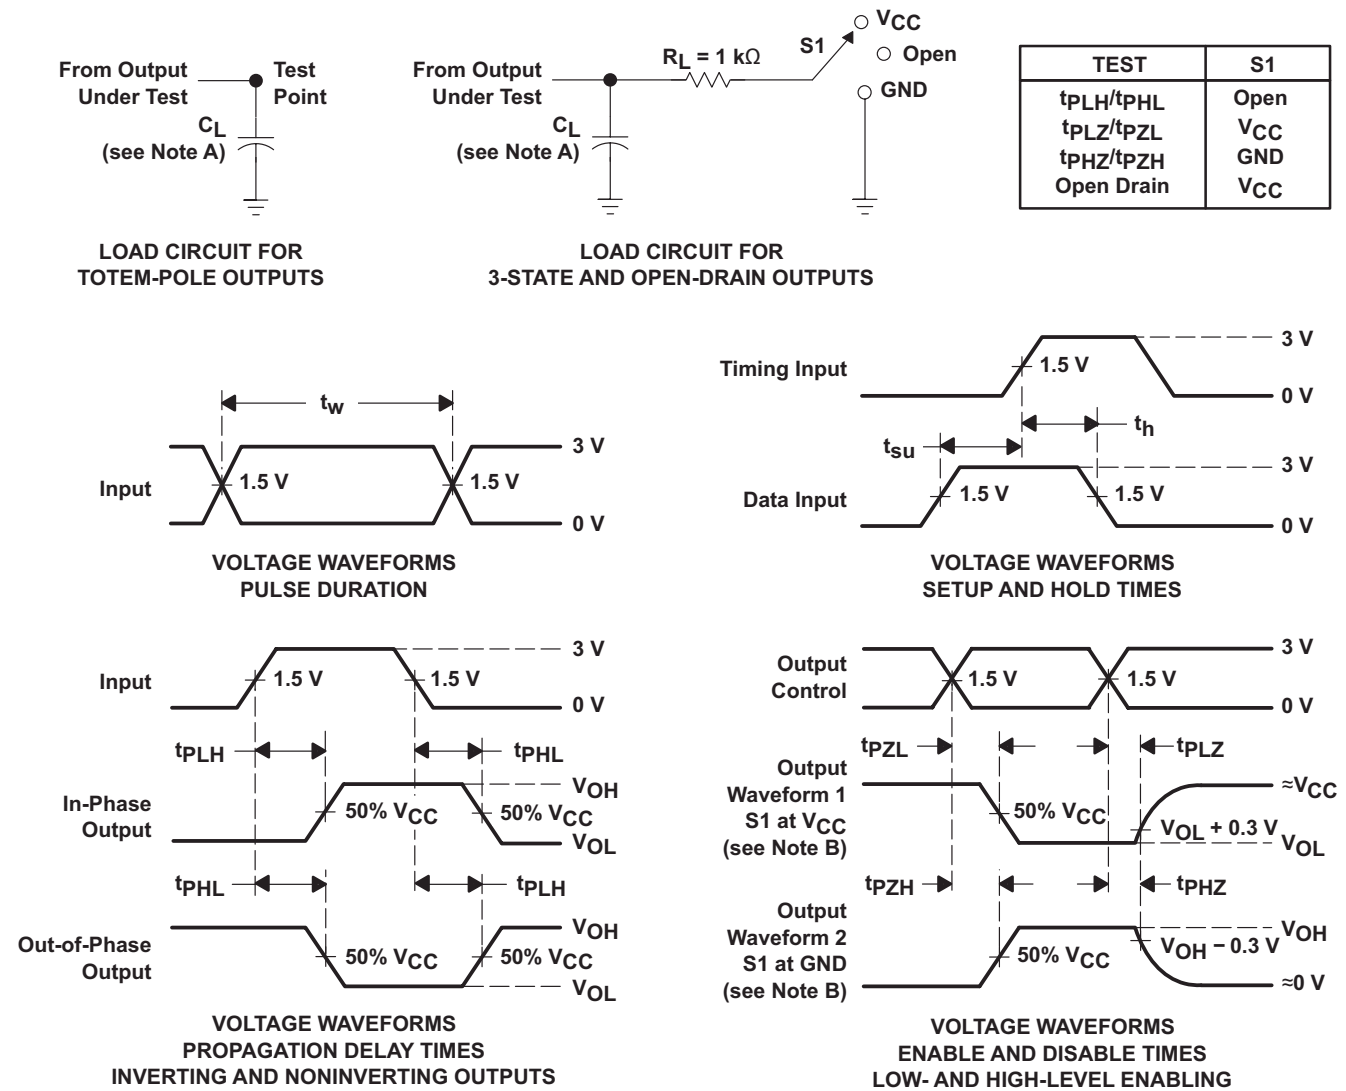 From Output
Under Test
Test
Point
CL
(see Note A)
LOAD CIRCUIT FOR
TOTEM-POLE OUTPUTS
From Output
Under Test
RL = 1 kΩ
S1
VCC
Open
GND
CL
(see Note A)
LOAD CIRCUIT FOR
3-STATE AND OPEN-DRAIN OUTPUTS
TEST S1
tPLH/tPHL Open
tPLZ/tPZL VCC
tPHZ/tPZH GND
Open Drain VCC
tw
Input
1.5 V
1.5 V
3 V
0 V
VOLTAGE WAVEFORMS
PULSE DURATION
Timing Input
1.5 V
3 V
0 V
th
tsu
Data Input
1.5 V
1.5 V
3 V
0 V
VOLTAGE WAVEFORMS
SETUP AND HOLD TIMES
Input
1.5 V
1.5 V
3 V
0 V
tPLH
tPHL
In-Phase
Output
50% VCC
50% VCC
VOH
VOL
tPHL
tPLH
Out-of-Phase
Output
50% VCC
50% VCC
VOH
VOL
VOLTAGE WAVEFORMS
PROPAGATION DELAY TIMES
INVERTING AND NONINVERTING OUTPUTS
Output
Control
1.5 V
1.5 V
3 V
0 V
tPZL
tPLZ
Output
Waveform 1
S1 at VCC
(see Note B)
50% VCC
VOL + 0.3 V
≈VCC
VOL
tPZH
tPHZ
Output
Waveform 2
S1 at GND
(see Note B)
50% VCC
VOH − 0.3 V
VOH
≈0 V
VOLTAGE WAVEFORMS
ENABLE AND DISABLE TIMES
LOW- AND HIGH-LEVEL ENABLING